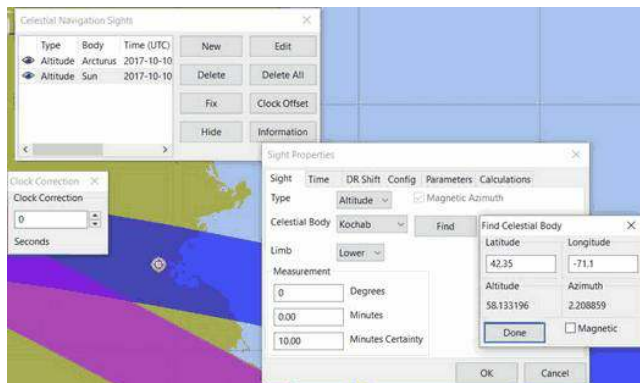 Celestial Navigation Sights
Type Body Time (UTC)
Altitude Arcturus 2017-10-10
Altitude Sun 2017-10-10
New Edit
Delete Delete All
Fix Clock Offset
Hide Information
Clock Correction
Clock Correction
0
Seconds
Sight Properties
Sight Time DR Shift Config Parameters Calculations
Type Altitude Magnetic Azimuth
Celestial Body Kochab Find
Limb Lower
Measurement
0 Degrees
0.00 Minutes
10.00 Minutes Certainty
OK Cancel
Find Celestial Body
Latitude Longitude
42.35 -71.1
Altitude Azimuth
58.133196 2.208859
Done Magnetic